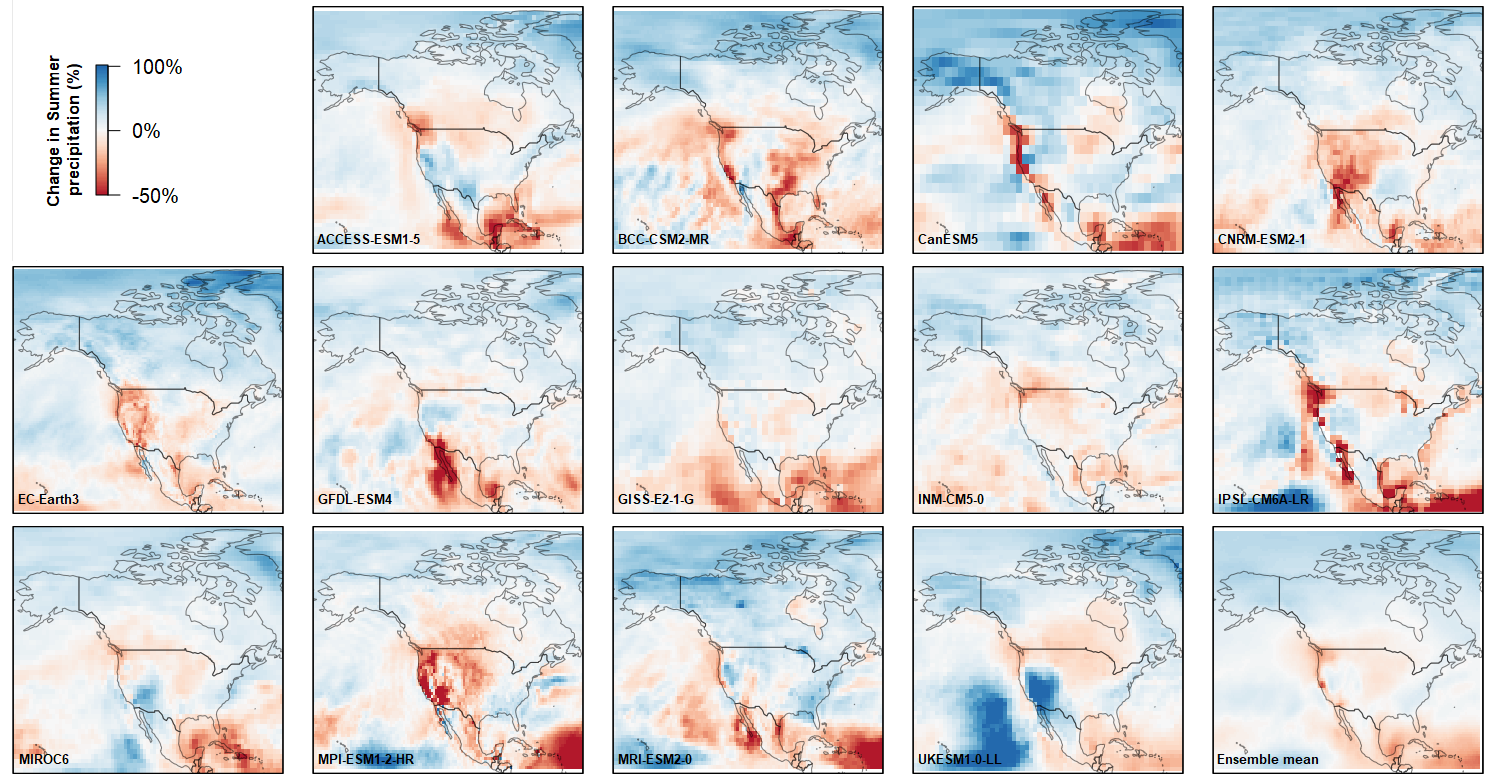 Change in Summer
precipitation (%)
100%
0%
-50%
ACCESS-ESM1-5
BCC-CSM2-MR
CanESM5
CNRM-ESM2-1
EC-Earth3
GFDL-ESM4
GISS-E2-1-G
INM-CM5-0
IPSL-CM6A-LR
MIROC6
MPI-ESM1-2-HR
MRI-ESM2-0
UKESM1-0-LL
Ensemble mean